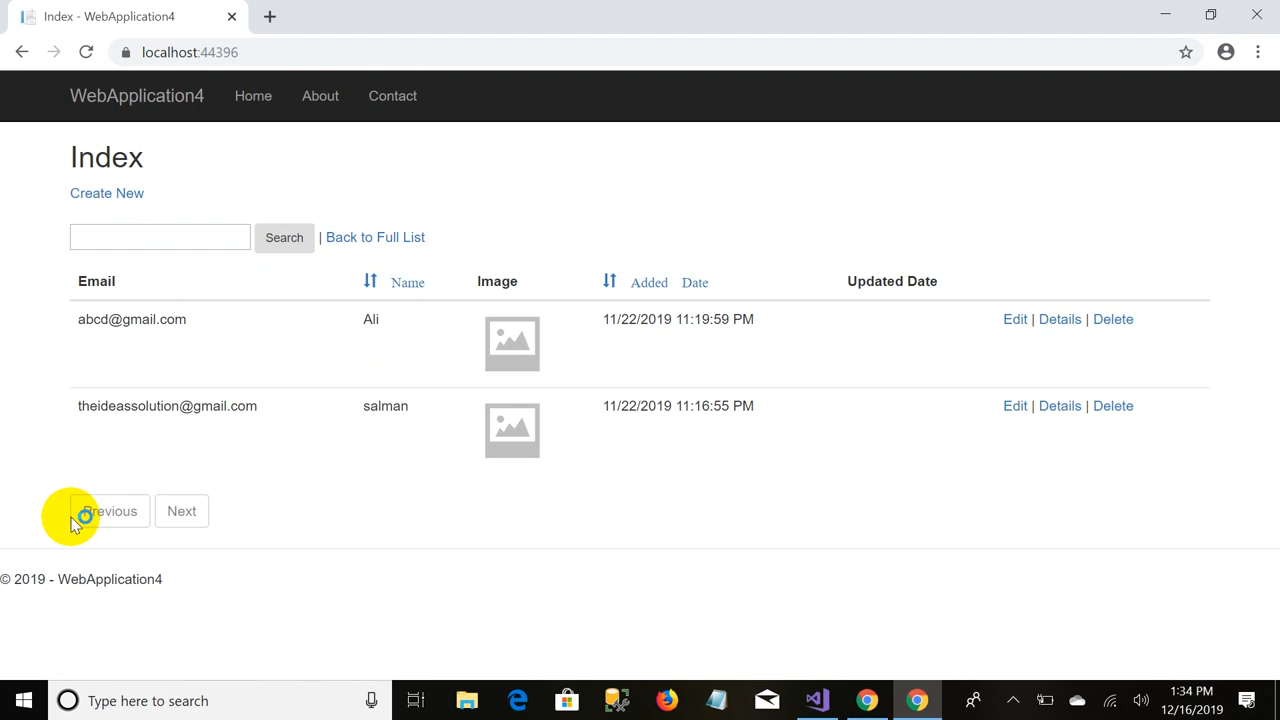 Index - WebApplication4
localhost:44396
WebApplication4 Home About Contact
Index
Create New
Search | Back to Full List
Email Name Image Added Date Updated Date
abcd@gmail.com Ali 11/22/2019 11:19:59 PM Edit | Details | Delete
theideassolution@gmail.com salman 11/22/2019 11:16:55 PM Edit | Details | Delete
Previous Next
© 2019 - WebApplication4
Type here to search
1:34 PM
12/16/2019